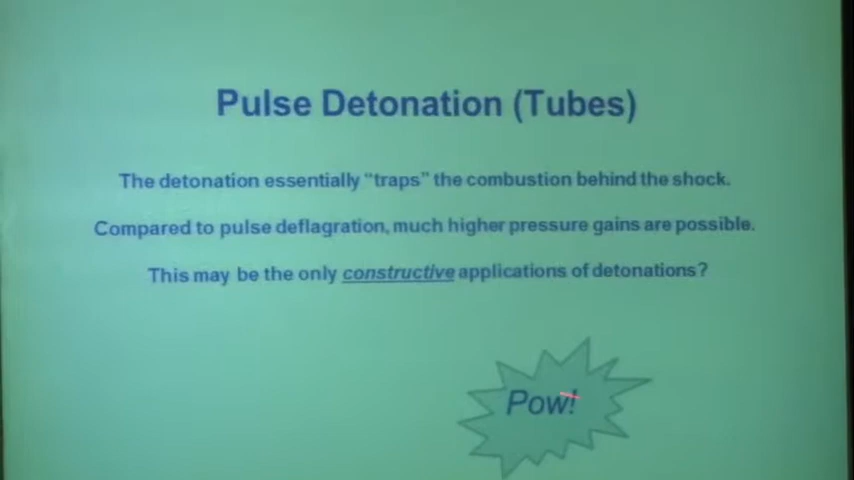 Pulse Detonation (Tubes)
The detonation essentially “traps” the combustion behind the shock.
Compared to pulse deflagration, much higher pressure gains are possible.
This may be the only constructive applications of detonations?
Pow!